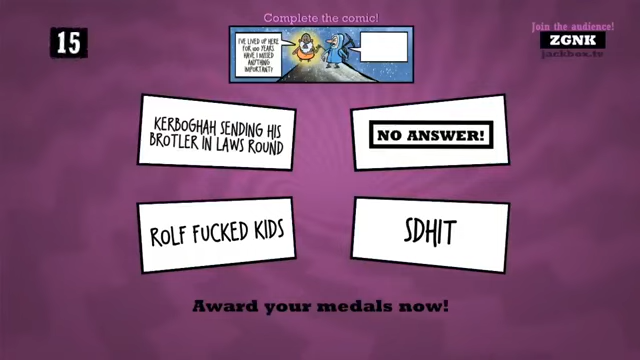 Complete the comic!
15
I'VE LIVED UP HERE
FOR 100 YEARS
HAVE I MISSED
ANYTHING
IMPORTANT?
Join the audience!
ZGNK
jackbox.tv
KERBOGHAH SENDING HIS
BROTLER IN LAWS ROUND
NO ANSWER!
ROLF FUCKED KIDS
SDHIT
Award your medals now!